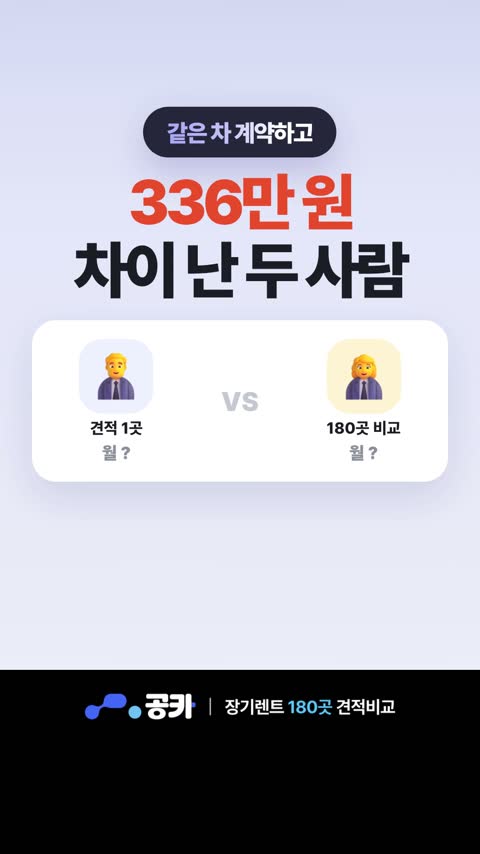 같은 차 계약하고
336만 원
차이 난 두 사람
견적 1곳
월 ?
VS
180곳 비교
월 ?
공카 | 장기렌트 180곳 견적비교